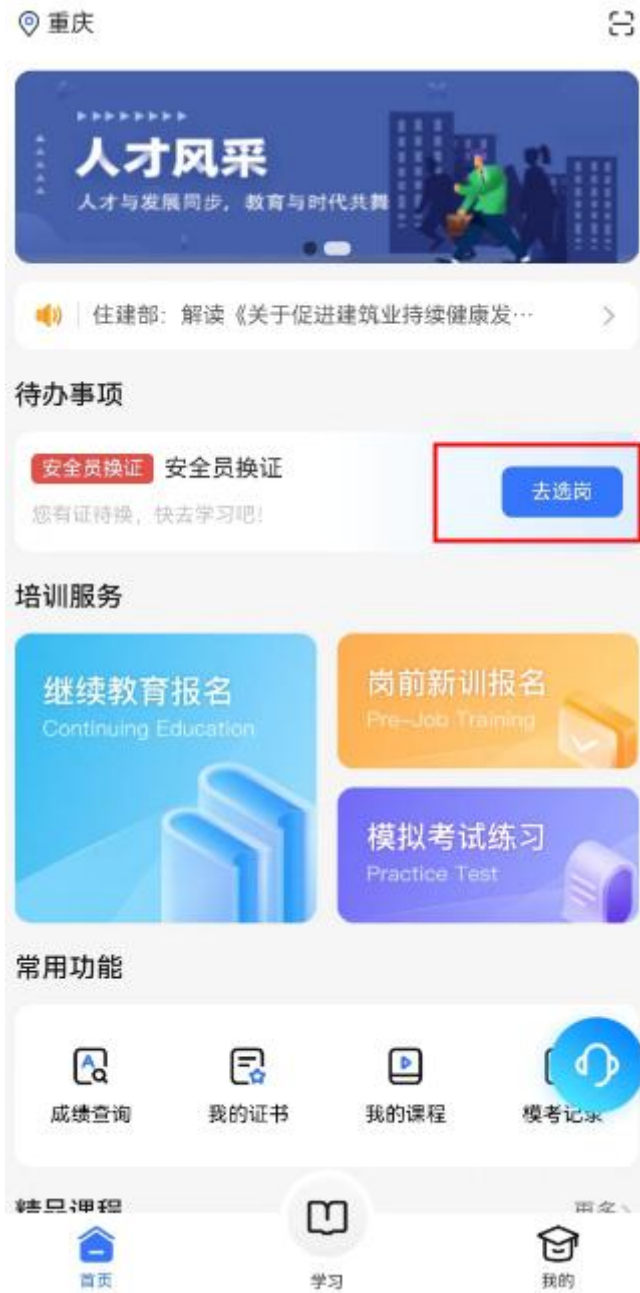 重庆
人才风采
人才与发展同步，教育与时代共舞
住建部：解读《关于促进建筑业持续健康发…
待办事项
安全员换证 安全员换证
您有证待换，快去学习吧！
去选岗
培训服务
继续教育报名
Continuing Education
岗前新训报名
Pre-Job Training
模拟考试练习
Practice Test
常用功能
成绩查询 我的证书 我的课程 模考记录
精品课程 更多
首页 学习 我的